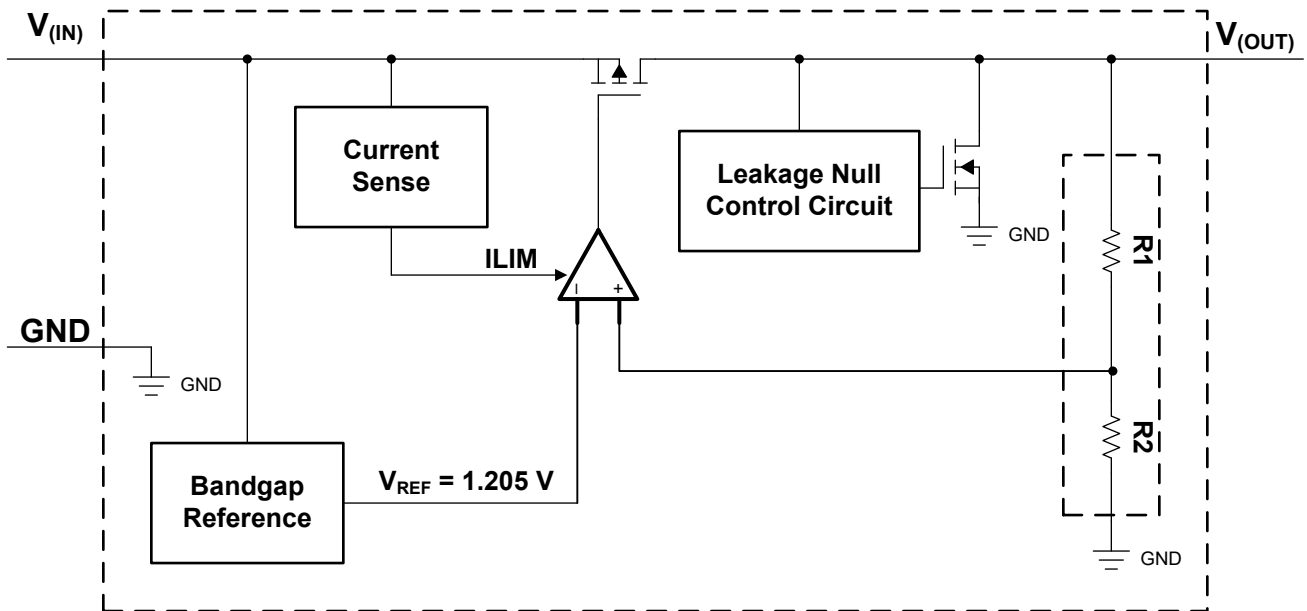 V(IN)
V(OUT)
Current
Sense
Leakage Null
Control Circuit
GND
R1
ILIM
– +
GND
GND
R2
Bandgap
Reference
VREF = 1.205 V
GND